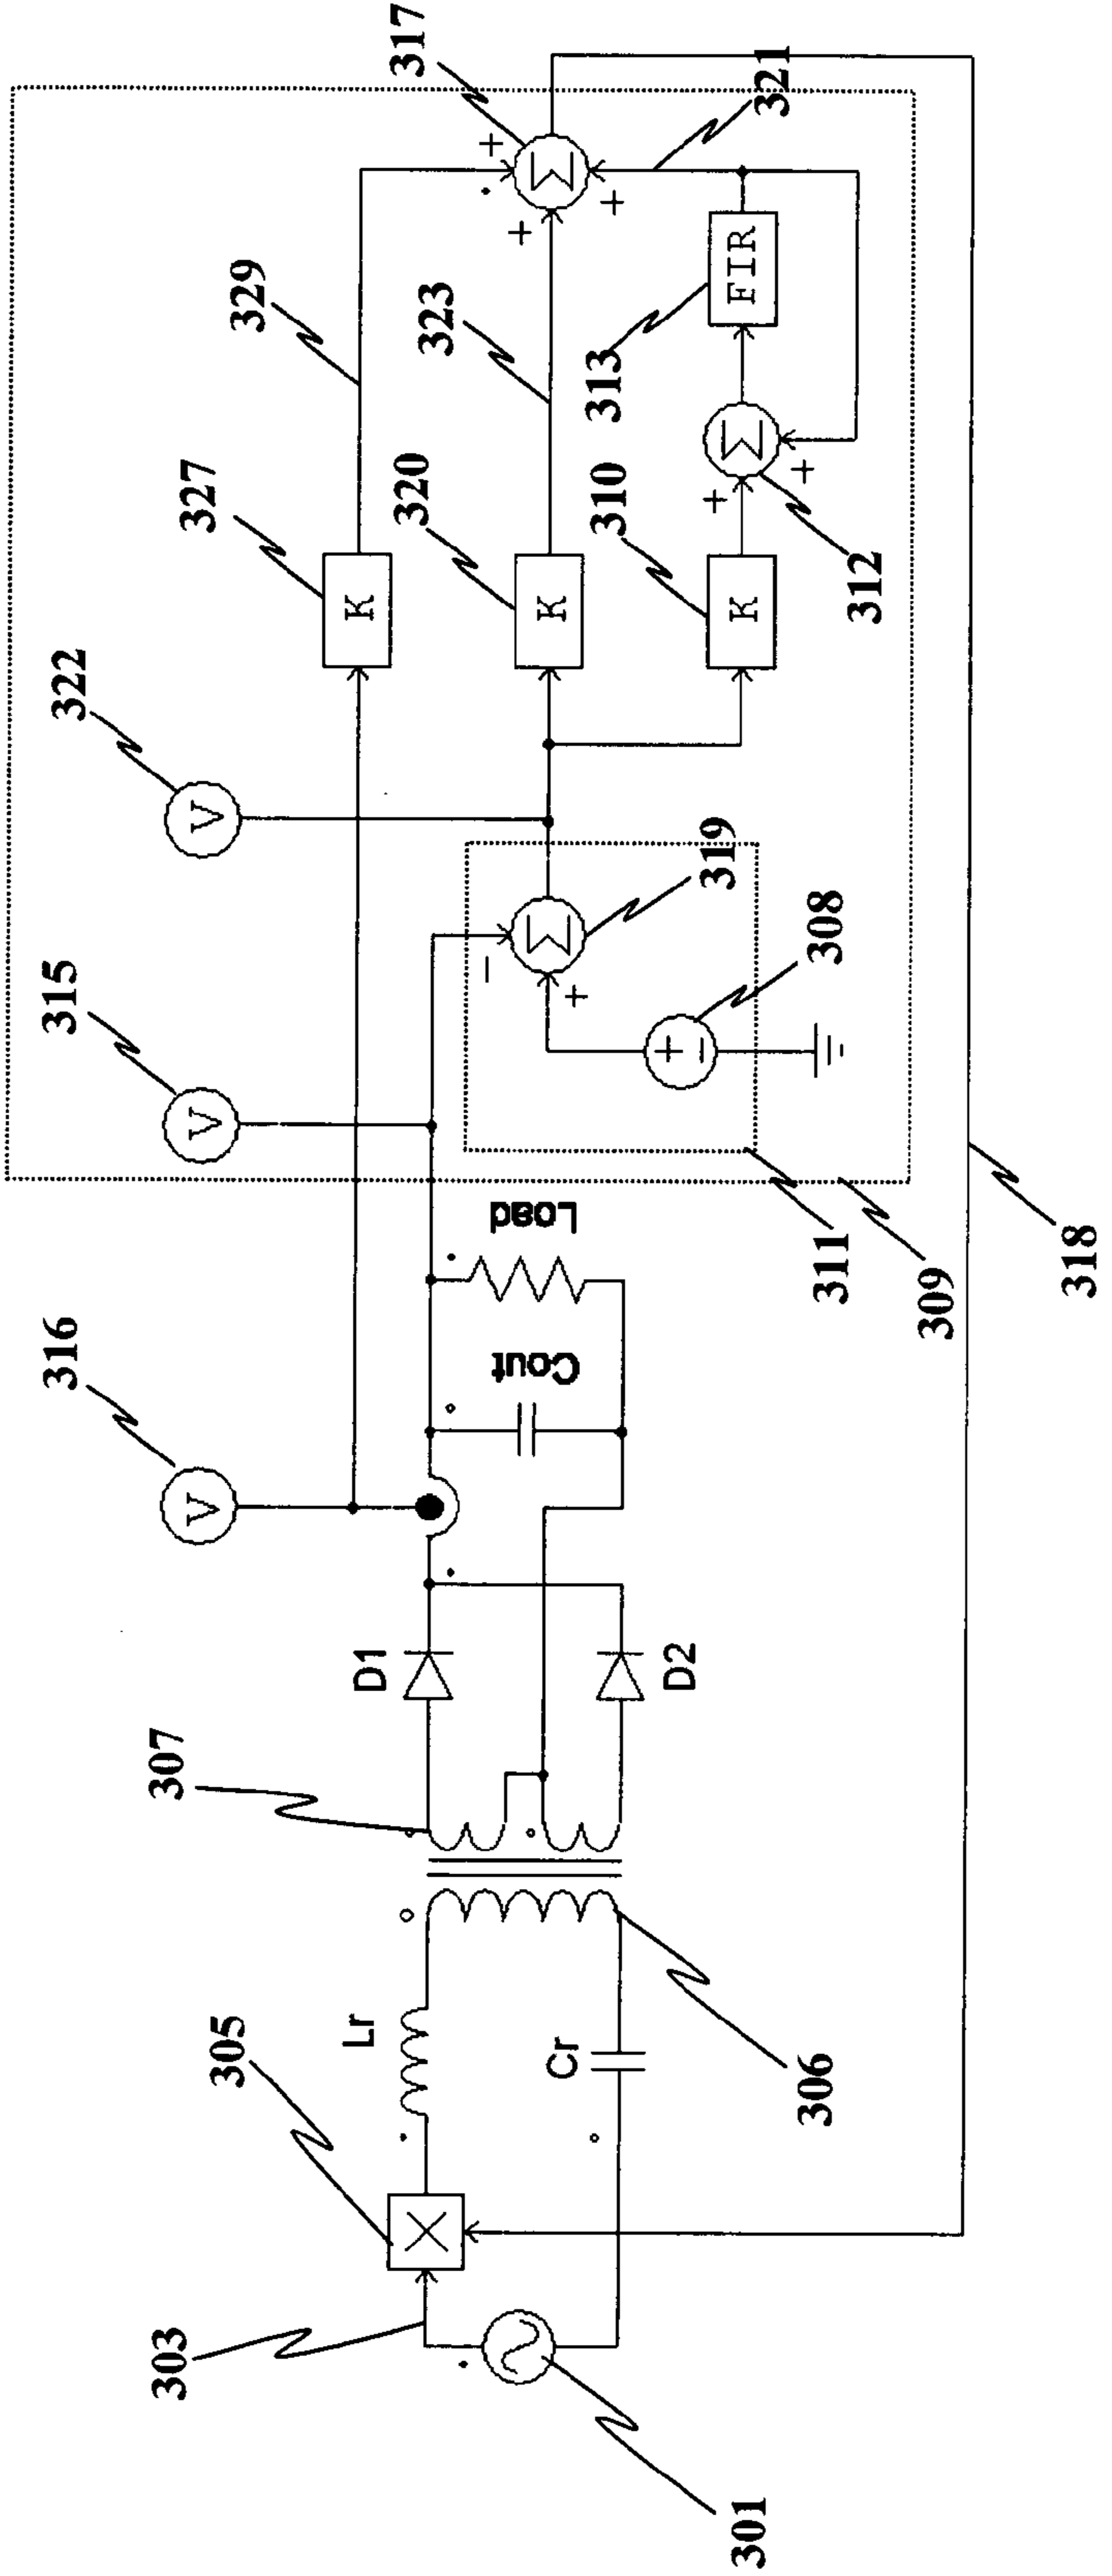 301
303
305
Lr
Cr
306
307
D1
D2
316
V
Cout
Load
315
V
311
309
318
322
V
+
-
308
+
−
Σ
319
327
K
329
320
K
323
310
K
312
+
+
Σ
313
FIR
321
317
+
+
+
Σ